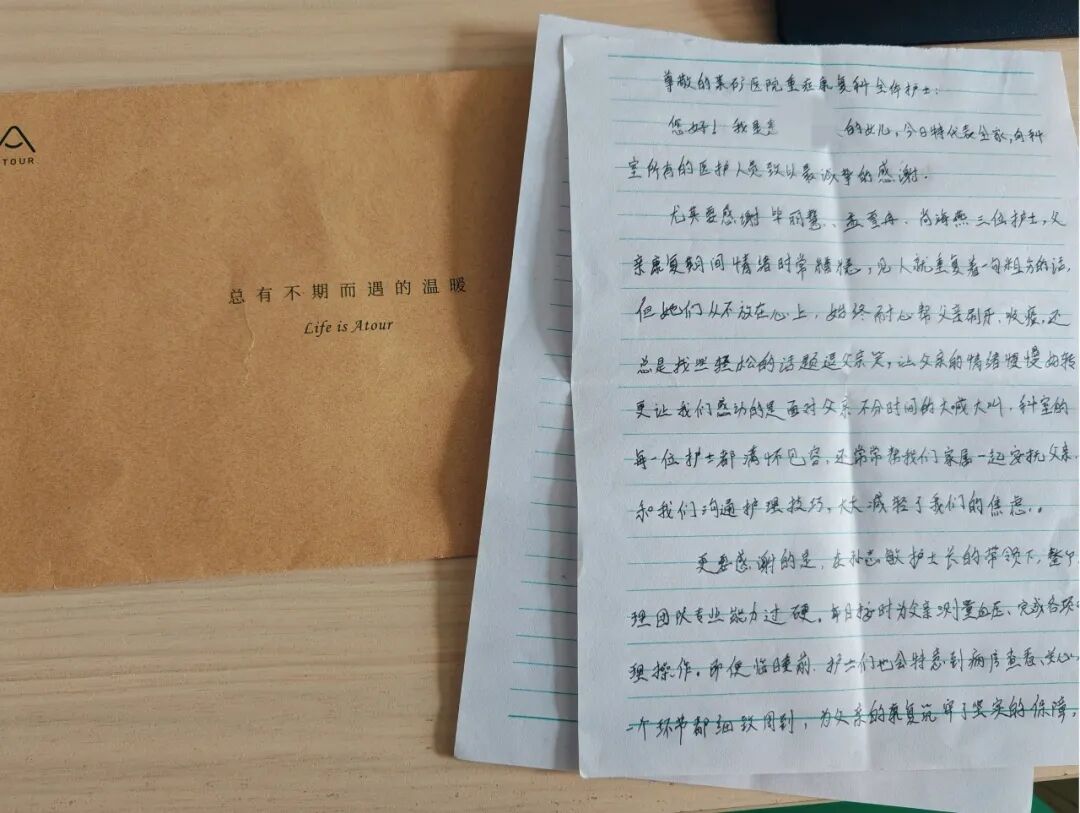 ATOUR
总有不期而遇的温暖
Life is Atour
尊敬的某矿医院重症康复科全体护士:
您好!我是患 的女儿,今日特代表全家,向科
室所有的医护人员致以最诚挚的感谢.
尤其要感谢毕丽慧、孟至冉、尚海燕三位护士,父
亲康复期间情绪时常糟糕,见人就重复着一句粗方的话,
但她们从不放在心上,始终耐心帮父亲刷牙、吸痰,还
总是找些轻松的话题逗父亲笑,让父亲的情绪慢慢好转
更让我们感动的是面对父亲不分时间的大喊大叫,科室的
每一位护士都满怀包容,还常常帮我们家属一起安抚父亲.
和我们沟通护理技巧,大大减轻了我们的焦虑..
更要感谢的是,在孙志敏护士长的带领下,整个
理团队专业能力过硬,每日按时为父亲测量血压、完成各项
理操作.即便临睡前.护士们也会特意到病房查看、关心
一个环节都细致周到,为父亲的康复筑牢了坚实的保障,